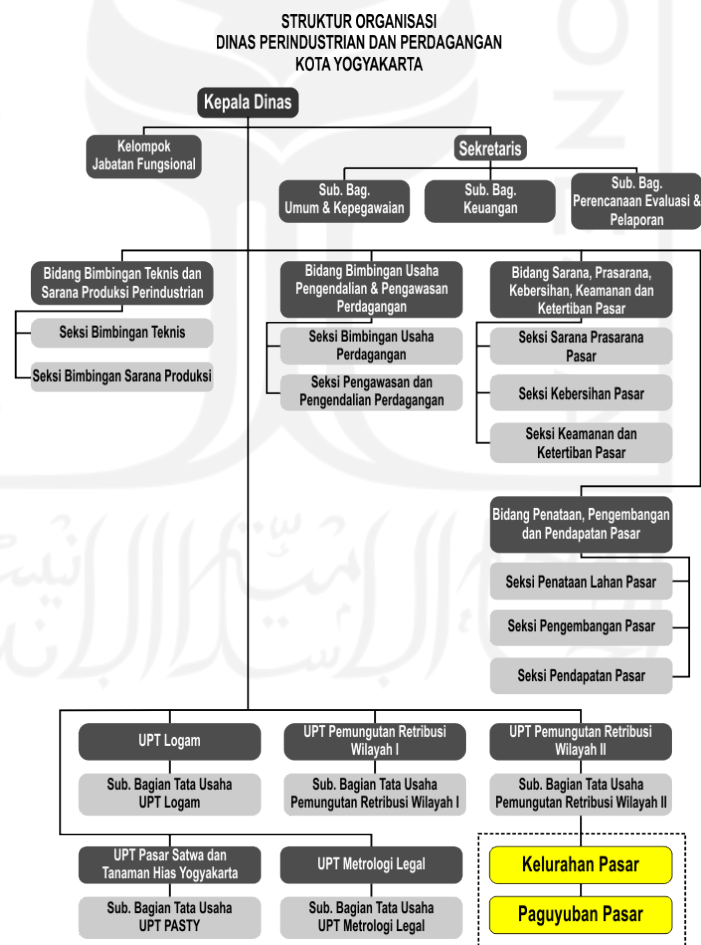 STRUKTUR ORGANISASI
DINAS PERINDUSTRIAN DAN PERDAGANGAN
KOTA YOGYAKARTA
Kepala Dinas
Kelompok
Jabatan Fungsional
Sekretaris
Sub. Bag.
Umum & Kepegawaian
Sub. Bag.
Keuangan
Sub. Bag.
Perencanaan Evaluasi &
Pelaporan
Bidang Bimbingan Teknis dan
Sarana Produksi Perindustrian
Seksi Bimbingan Teknis
Seksi Bimbingan Sarana Produksi
Bidang Bimbingan Usaha
Pengendalian & Pengawasan
Perdagangan
Seksi Bimbingan Usaha
Perdagangan
Seksi Pengawasan dan
Pengendalian Perdagangan
Bidang Sarana, Prasarana,
Kebersihan, Keamanan dan
Ketertiban Pasar
Seksi Sarana Prasarana
Pasar
Seksi Kebersihan Pasar
Seksi Keamanan dan
Ketertiban Pasar
Bidang Penataan, Pengembangan
dan Pendapatan Pasar
Seksi Penataan Lahan Pasar
Seksi Pengembangan Pasar
Seksi Pendapatan Pasar
UPT Logam
Sub. Bagian Tata Usaha
UPT Logam
UPT Pemungutan Retribusi
Wilayah I
Sub. Bagian Tata Usaha
Pemungutan Retribusi Wilayah I
UPT Pemungutan Retribusi
Wilayah II
Sub. Bagian Tata Usaha
Pemungutan Retribusi Wilayah II
UPT Pasar Satwa dan
Tanaman Hias Yogyakarta
Sub. Bagian Tata Usaha
UPT PASTY
UPT Metrologi Legal
Sub. Bagian Tata Usaha
UPT Metrologi Legal
Kelurahan Pasar
Paguyuban Pasar